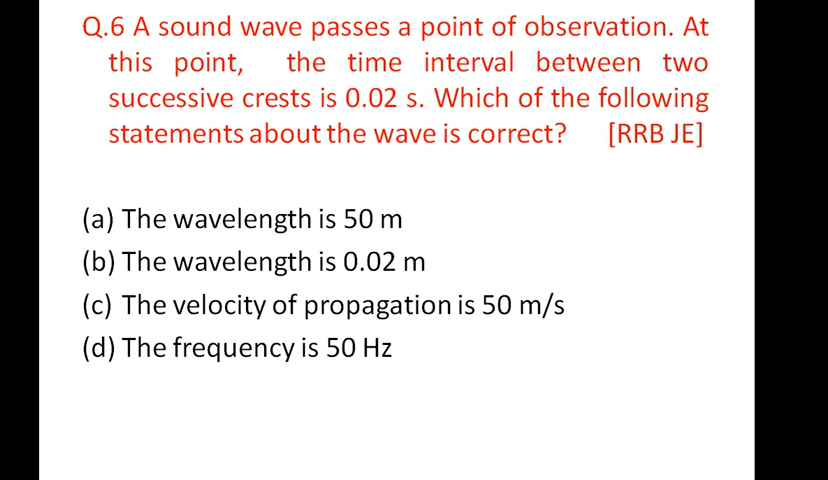 Q.6 A sound wave passes a point of observation. At
this point, the time interval between two
successive crests is 0.02 s. Which of the following
statements about the wave is correct? [RRB JE]
(a) The wavelength is 50 m
(b) The wavelength is 0.02 m
(c) The velocity of propagation is 50 m/s
(d) The frequency is 50 Hz